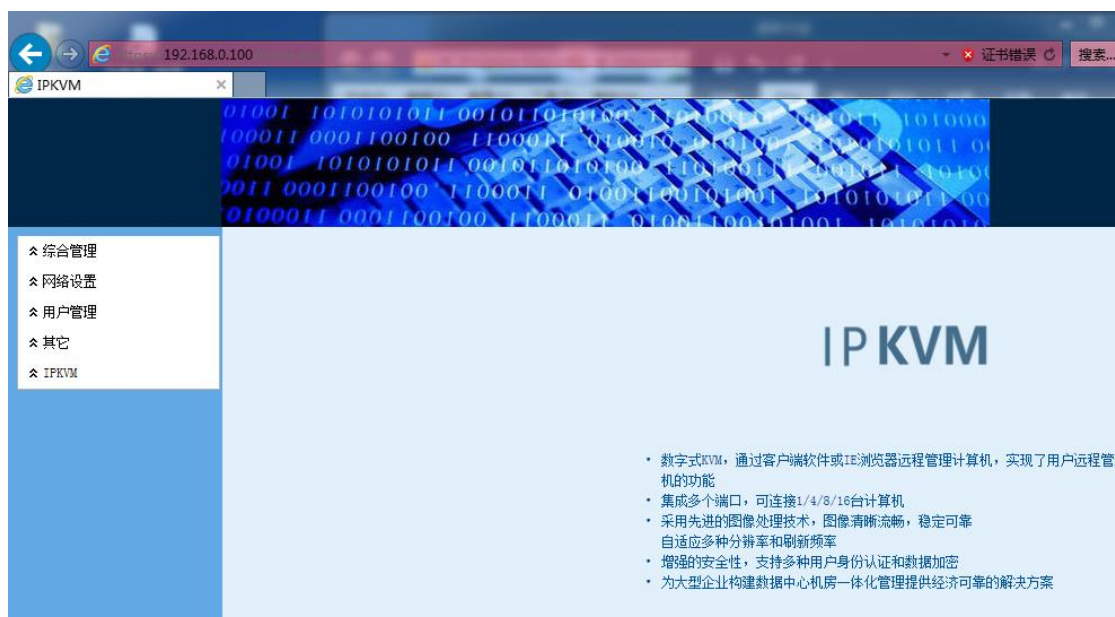 192.168.0.100
证书错误
搜索...
IPKVM
综合管理
网络设置
用户管理
其它
IPKVM
IP KVM
· 数字式KVM，通过客户端软件或IE浏览器远程管理计算机，实现了用户远程管
机的功能
· 集成多个端口，可连接1/4/8/16台计算机
· 采用先进的图像处理技术，图像清晰流畅，稳定可靠
自适应多种分辨率和刷新频率
· 增强的安全性，支持多种用户身份认证和数据加密
· 为大型企业构建数据中心机房一体化管理提供经济可靠的解决方案